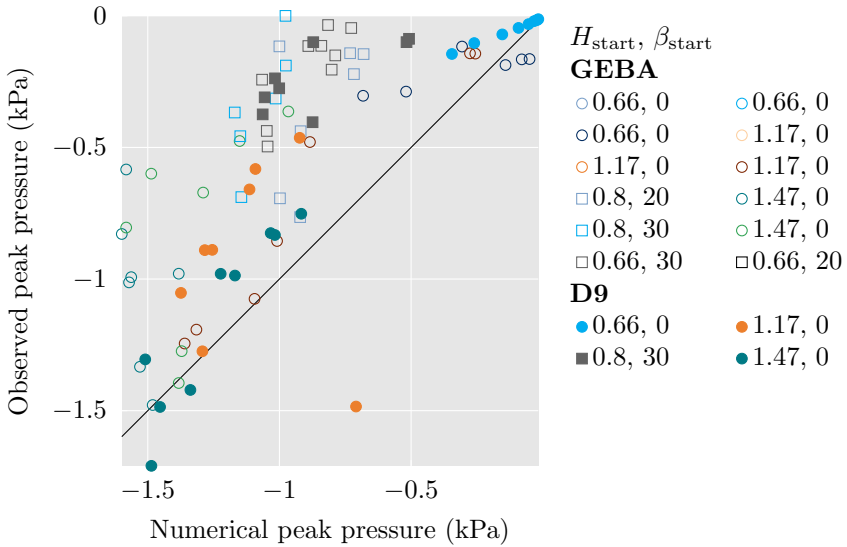 0
−0.5
−1
−1.5
Observed peak pressure (kPa)
−1.5 −1 −0.5
Numerical peak pressure (kPa)
H_start, β_start
GEBA
0.66, 0 0.66, 0
0.66, 0 1.17, 0
1.17, 0 1.17, 0
0.8, 20 1.47, 0
0.8, 30 1.47, 0
0.66, 30 0.66, 20
D9
0.66, 0 1.17, 0
0.8, 30 1.47, 0